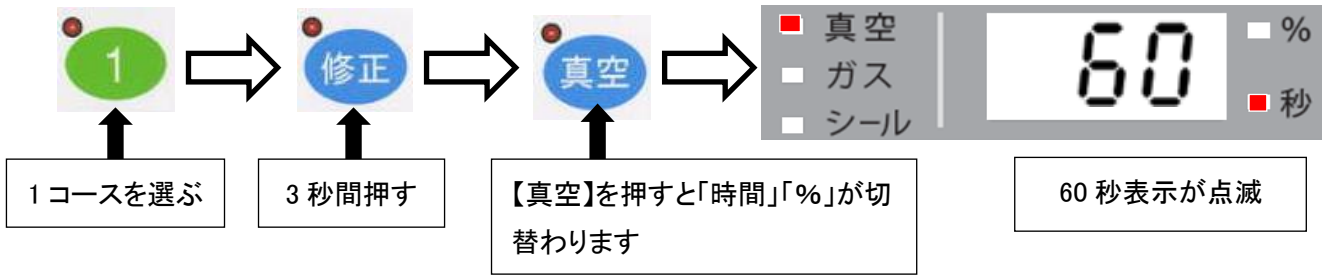 1
修正
真空
真空
ガス
シール
60
%
秒
1コースを選ぶ
3秒間押す
【真空】を押すと「時間」「%」が切
替わります
60秒表示が点滅